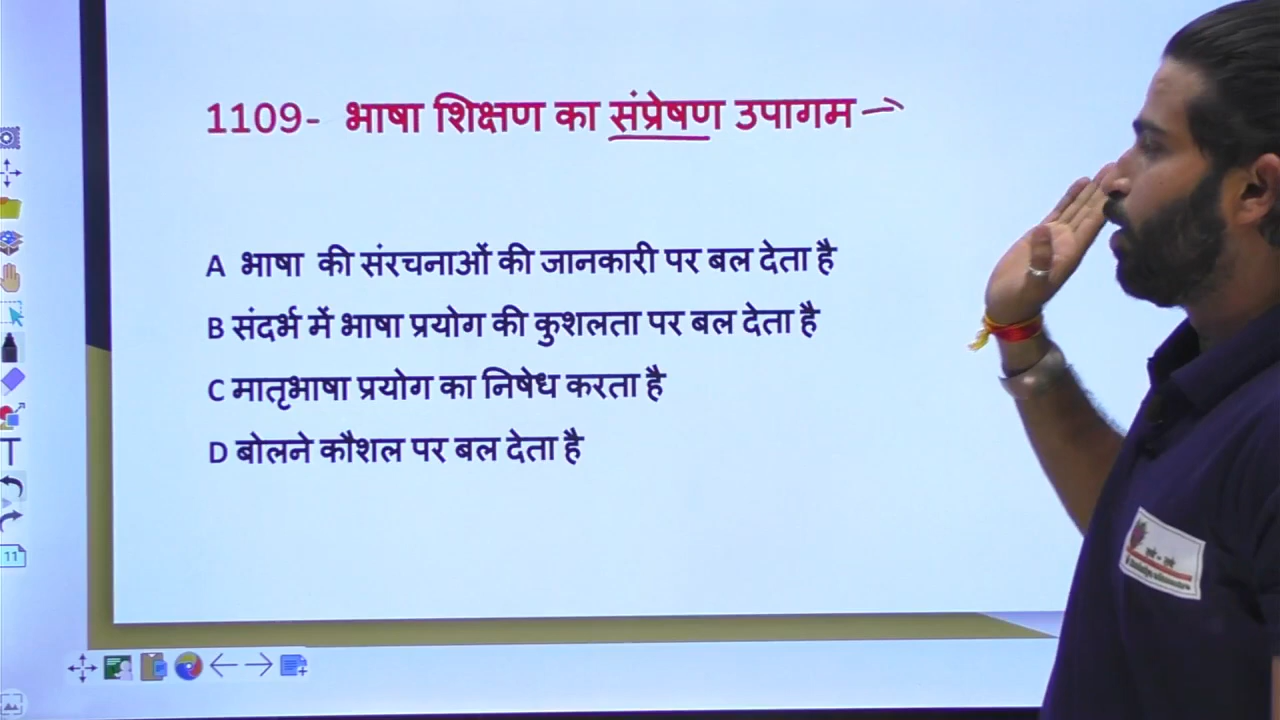 1109- भाषा शिक्षण का संप्रेषण उपागम
A भाषा की संरचनाओं की जानकारी पर बल देता है
B संदर्भ में भाषा प्रयोग की कुशलता पर बल देता है
C मातृभाषा प्रयोग का निषेध करता है
D बोलने कौशल पर बल देता है
T
11